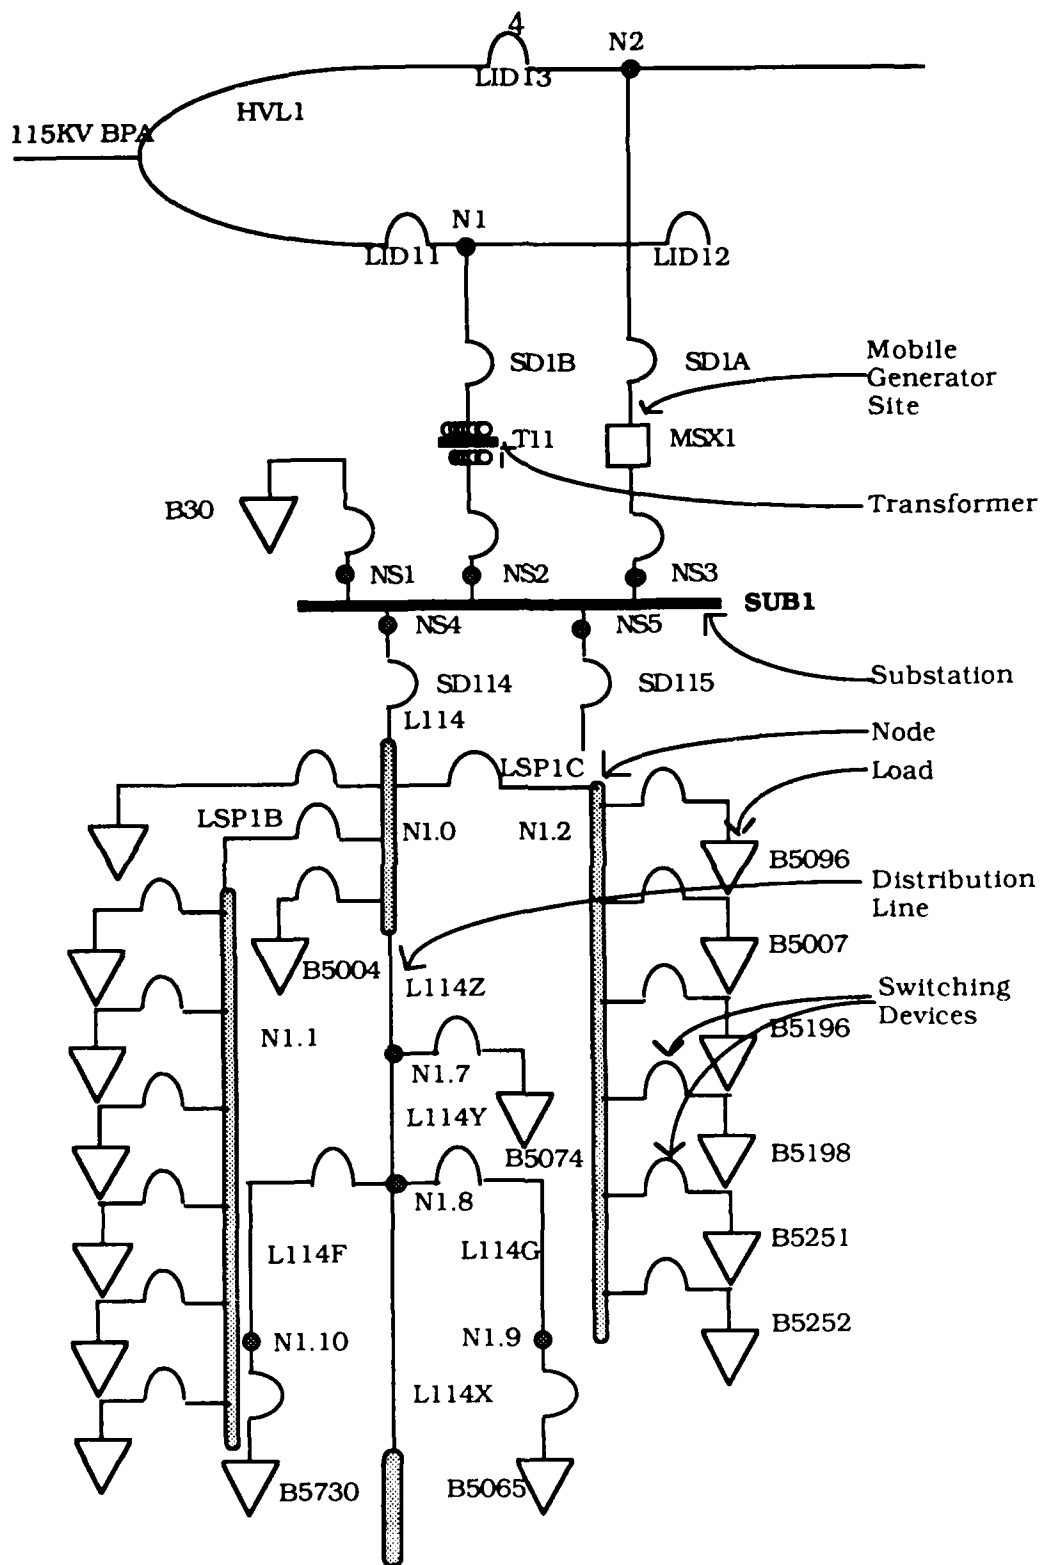 4
N2
LID13
HVL1
115KV BPA
N1
LID11
LID12
SD1B
SD1A
Mobile
Generator
Site
T11
MSX1
B30
Transformer
NS1
NS2
NS3
SUB1
NS4
NS5
SD114
SD115
Substation
L114
Node
LSP1C
Load
LSP1B
N1.0
N1.2
B5096
Distribution
Line
B5004
B5007
L114Z
Switching
Devices
N1.1
B5196
N1.7
L114Y
B5074
B5198
N1.8
L114F
L114G
B5251
N1.10
N1.9
B5252
L114X
B5730
B5065